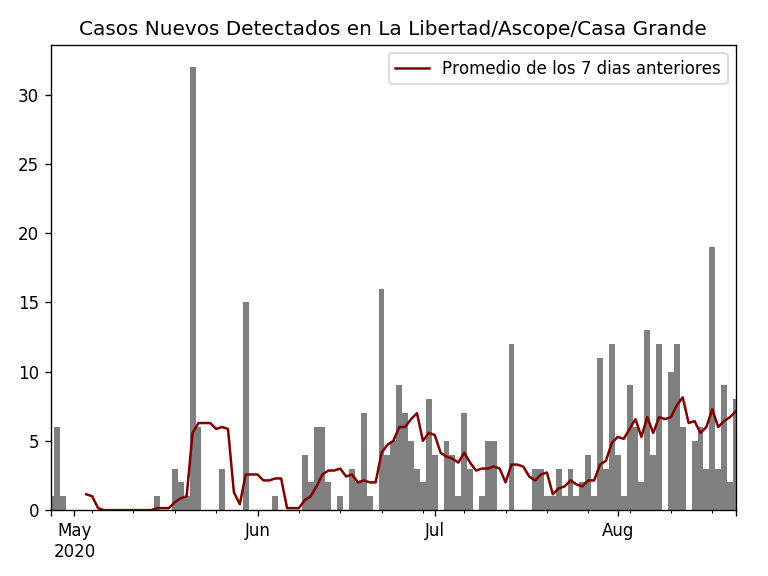 Casos Nuevos Detectados en La Libertad/Ascope/Casa Grande
Promedio de los 7 dias anteriores
30
25
20
15
10
5
0
May Jun Jul Aug
2020